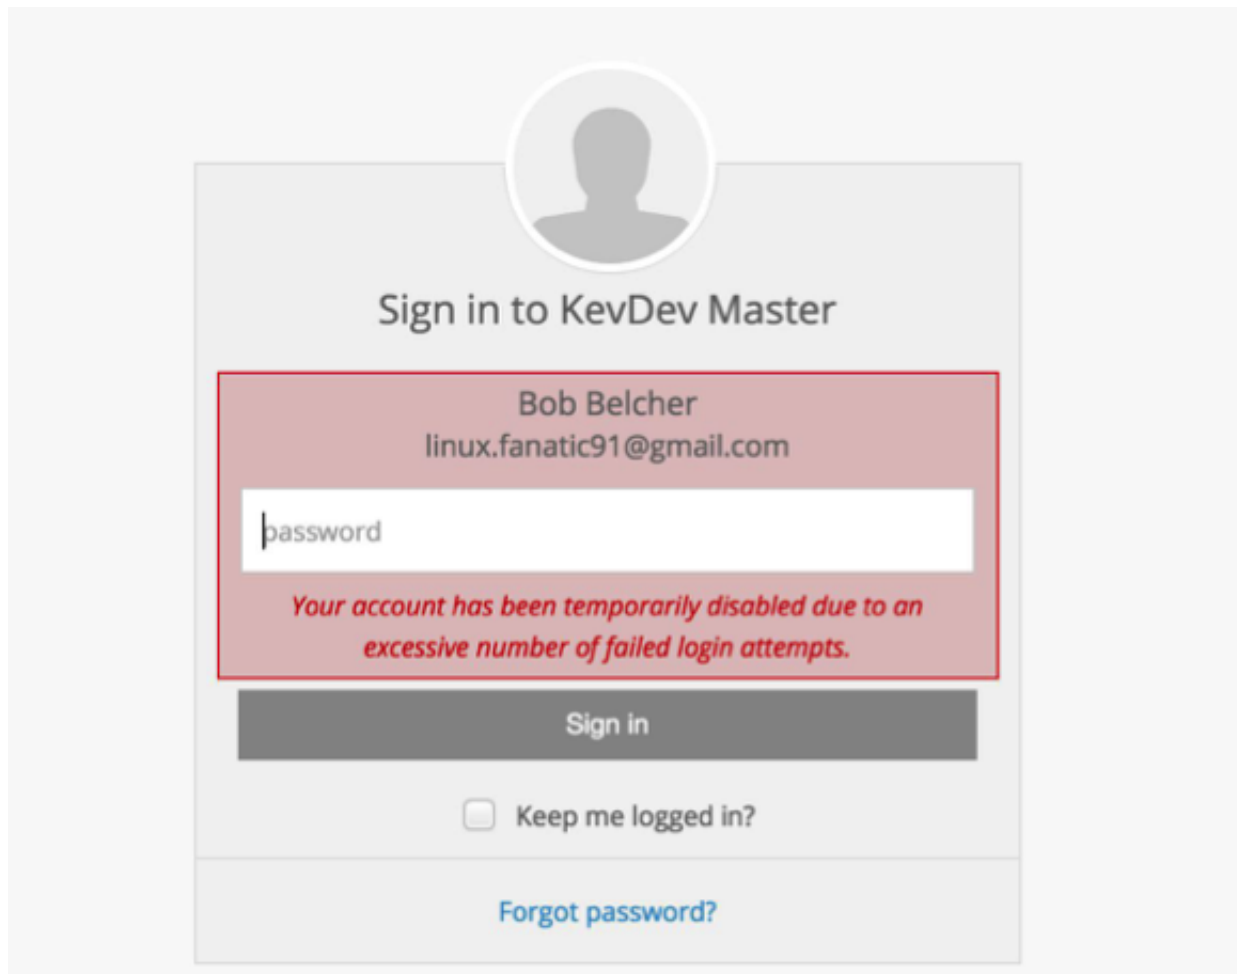 Sign in to KevDev Master
Bob Belcher
linux.fanatic91@gmail.com
password
Your account has been temporarily disabled due to an
excessive number of failed login attempts.
Sign in
Keep me logged in?
Forgot password?